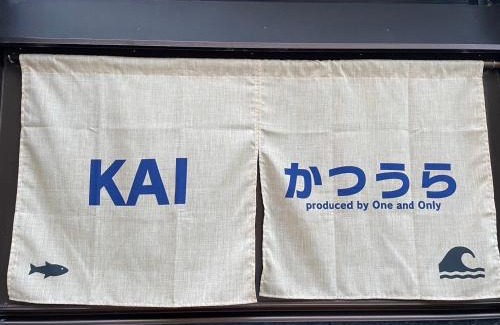 KAI
かつうら
produced by One and Only